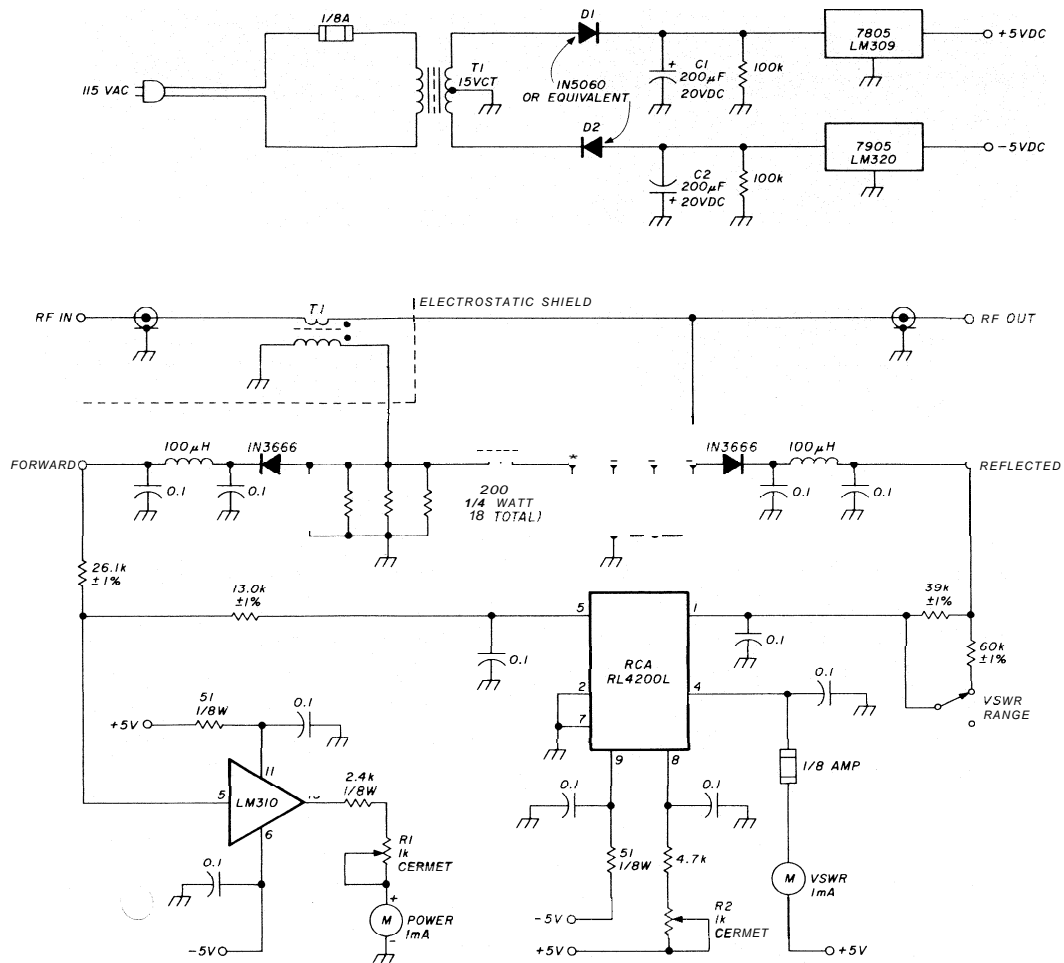 1/8A
115 VAC
T1
15VCT
D1
IN5060
OR EQUIVALENT
D2
+
C1
200µF
20VDC
100k
7805
LM309
+5VDC
C2
200µF
+ 20VDC
100k
7905
LM320
−5VDC
RF IN
T1
ELECTROSTATIC SHIELD
RF OUT
FORWARD
100µH
IN3666
0.1
0.1
*
200
1/4 WATT
18 TOTAL)
IN3666
100µH
REFLECTED
0.1
0.1
26.1k
±1%
13.0k
±1%
0.1
5
1
RCA
RL4200L
2
7
4
9
8
0.1
39k
±1%
60k
±1%
VSWR
RANGE
0.1
1/8 AMP
+5V
51
1/8W
0.1
11
5
LM310
6
2.4k
1/8W
R1
1k
CERMET
0.1
−5V
+
M
POWER
1mA
-
0.1
0.1
51
1/8W
4.7k
−5V
+5V
R2
1k
CERMET
M
VSWR
1mA
+5V